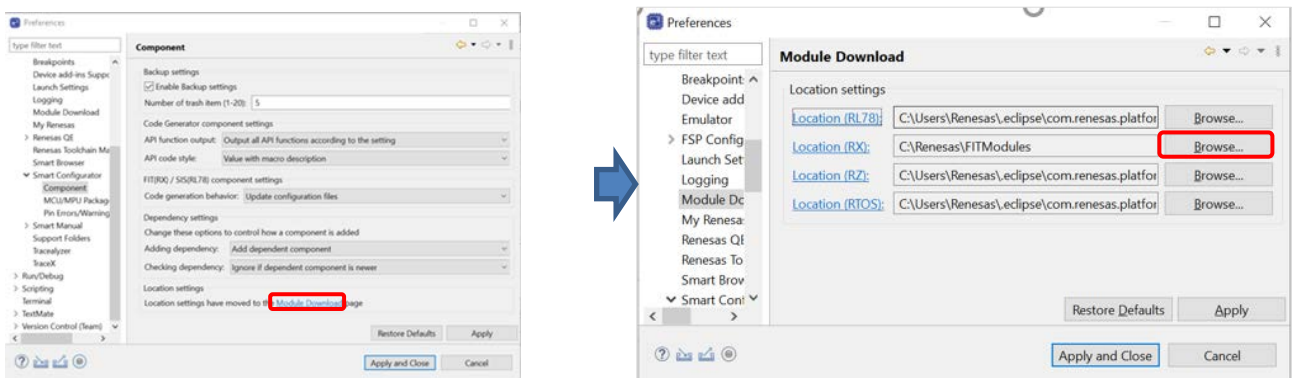 Preferences
type filter text
Breakpoints
Device add-ins Suppo
Launch Settings
Logging
Module Download
My Renesas
Renesas QE
Renesas Toolchain Ma
Smart Browser
Smart Configurator
Component
MCU/MPU Packag
Pin Errors/Warning
Smart Manual
Support Folders
Tracealyzer
TraceX
Run/Debug
Scripting
Terminal
TextMate
Version Control (Team)
Component
Backup settings
Enable Backup settings
Number of trash item (1-20): 5
Code Generator component settings
API function output: Output all API functions according to the setting
API code style: Value with macro description
FIT(RX) / SIS(RL78) component settings
Code generation behavior: Update configuration files
Dependency settings
Change these options to control how a component is added
Adding dependency: Add dependent component
Checking dependency: Ignore if dependent component is newer
Location settings
Location settings have moved to the Module Download page
Restore Defaults Apply
Apply and Close Cancel
Preferences
type filter text
Breakpoint
Device add
Emulator
FSP Config
Launch Set
Logging
Module Dc
My Renesa
Renesas QE
Renesas To
Smart Brow
Smart Conf
Module Download
Location settings
Location (RL78): C:\Users\Renesas\.eclipse\com.renesas.platfor Browse...
Location (RX): C:\Renesas\FITModules Browse...
Location (RZ): C:\Users\Renesas\.eclipse\com.renesas.platfor Browse...
Location (RTOS): C:\Users\Renesas\.eclipse\com.renesas.platfor Browse...
Restore Defaults Apply
Apply and Close Cancel